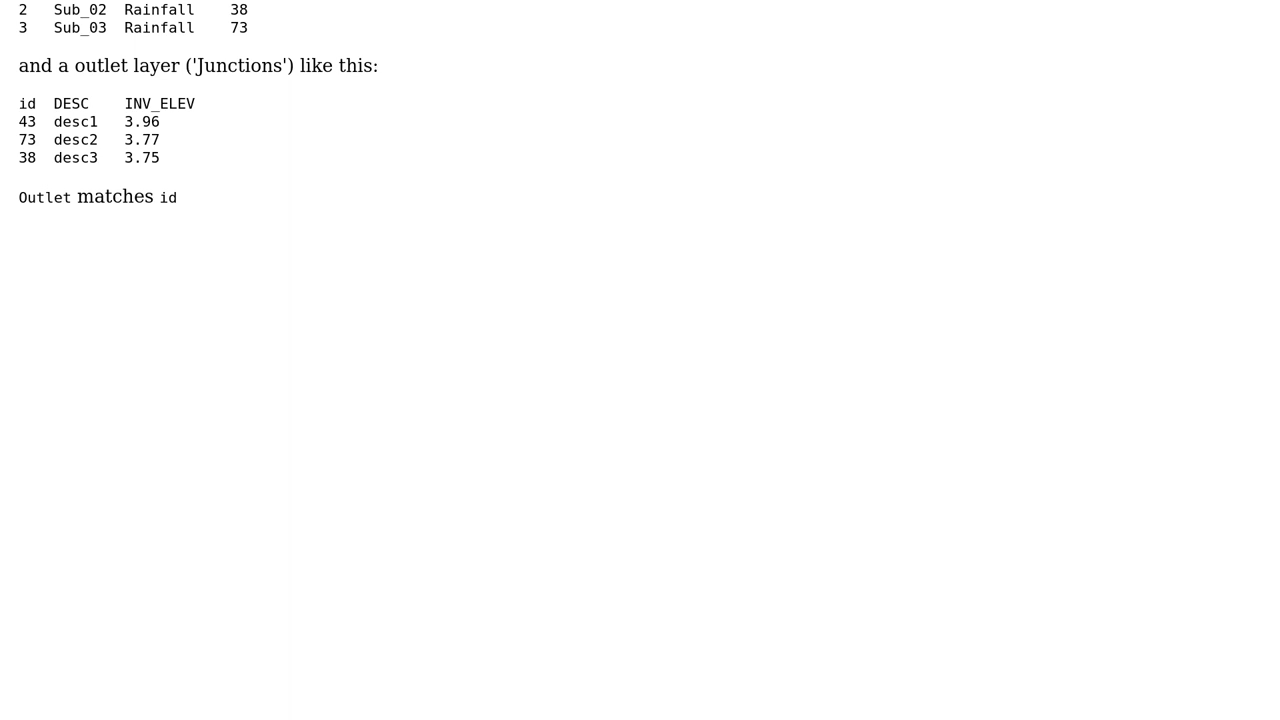 2   Sub_02  Rainfall    38
3   Sub_03  Rainfall    73
and a outlet layer ('Junctions') like this:
id  DESC    INV_ELEV
43  desc1   3.96
73  desc2   3.77
38  desc3   3.75
Outlet matches id